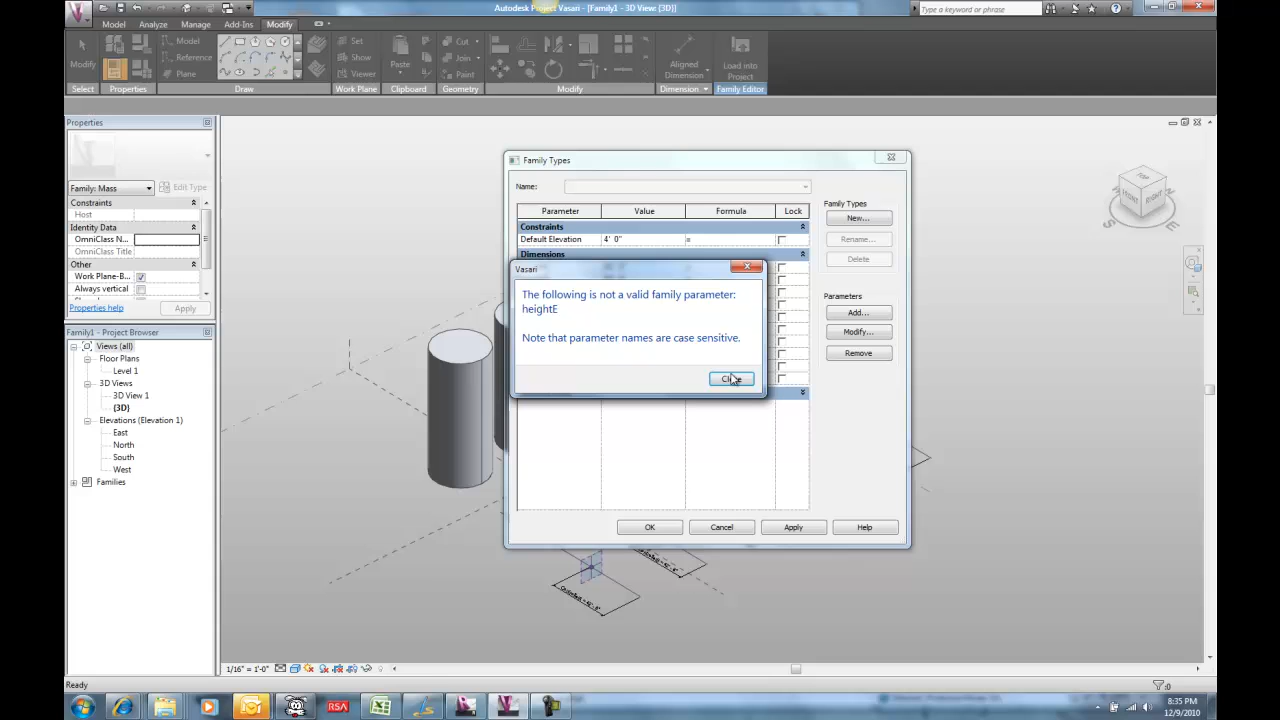 Autodesk Project Vasari - [Family1 - 3D View: {3D}]
Type a keyword or phrase
Model Analyze Manage Add-Ins Modify
Modify
Model
Reference
Plane
Set
Show
Viewer
Paste
Cut
Join
Paint
Aligned
Dimension
Load into
Project
Select Properties Draw Work Plane Clipboard Geometry Modify Dimension Family Editor
Properties
Family: Mass Edit Type
Constraints
Host
Identity Data
OmniClass N...
OmniClass Title
Other
Work Plane-B...
Always vertical
Properties help Apply
Family1 - Project Browser
Views (all)
Floor Plans
Level 1
3D Views
3D View 1
{3D}
Elevations (Elevation 1)
East
North
South
West
Families
TOP
FRONT RIGHT
S
Family Types
Name:
Parameter Value Formula Lock
Constraints
Default Elevation 4' 0" =
Dimensions
Family Types
New...
Rename...
Delete
Parameters
Add...
Modify...
Remove
OK Cancel Apply Help
Vasari
The following is not a valid family parameter:
heightE
Note that parameter names are case sensitive.
1/16" = 1'-0"
Ready
:0
RSA
8:35 PM
12/9/2010